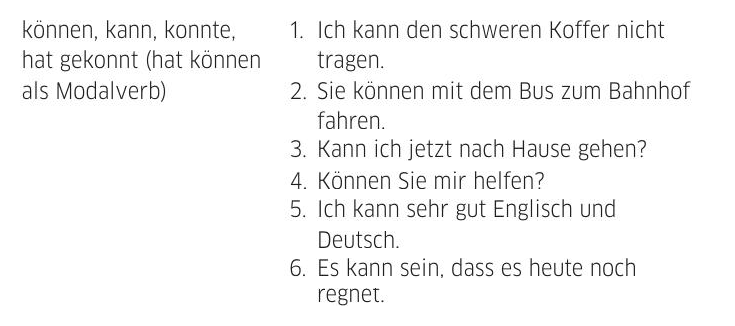 können, kann, konnte,
hat gekonnt (hat können
als Modalverb)
1. Ich kann den schweren Koffer nicht
tragen.
2. Sie können mit dem Bus zum Bahnhof
fahren.
3. Kann ich jetzt nach Hause gehen?
4. Können Sie mir helfen?
5. Ich kann sehr gut Englisch und
Deutsch.
6. Es kann sein, dass es heute noch
regnet.